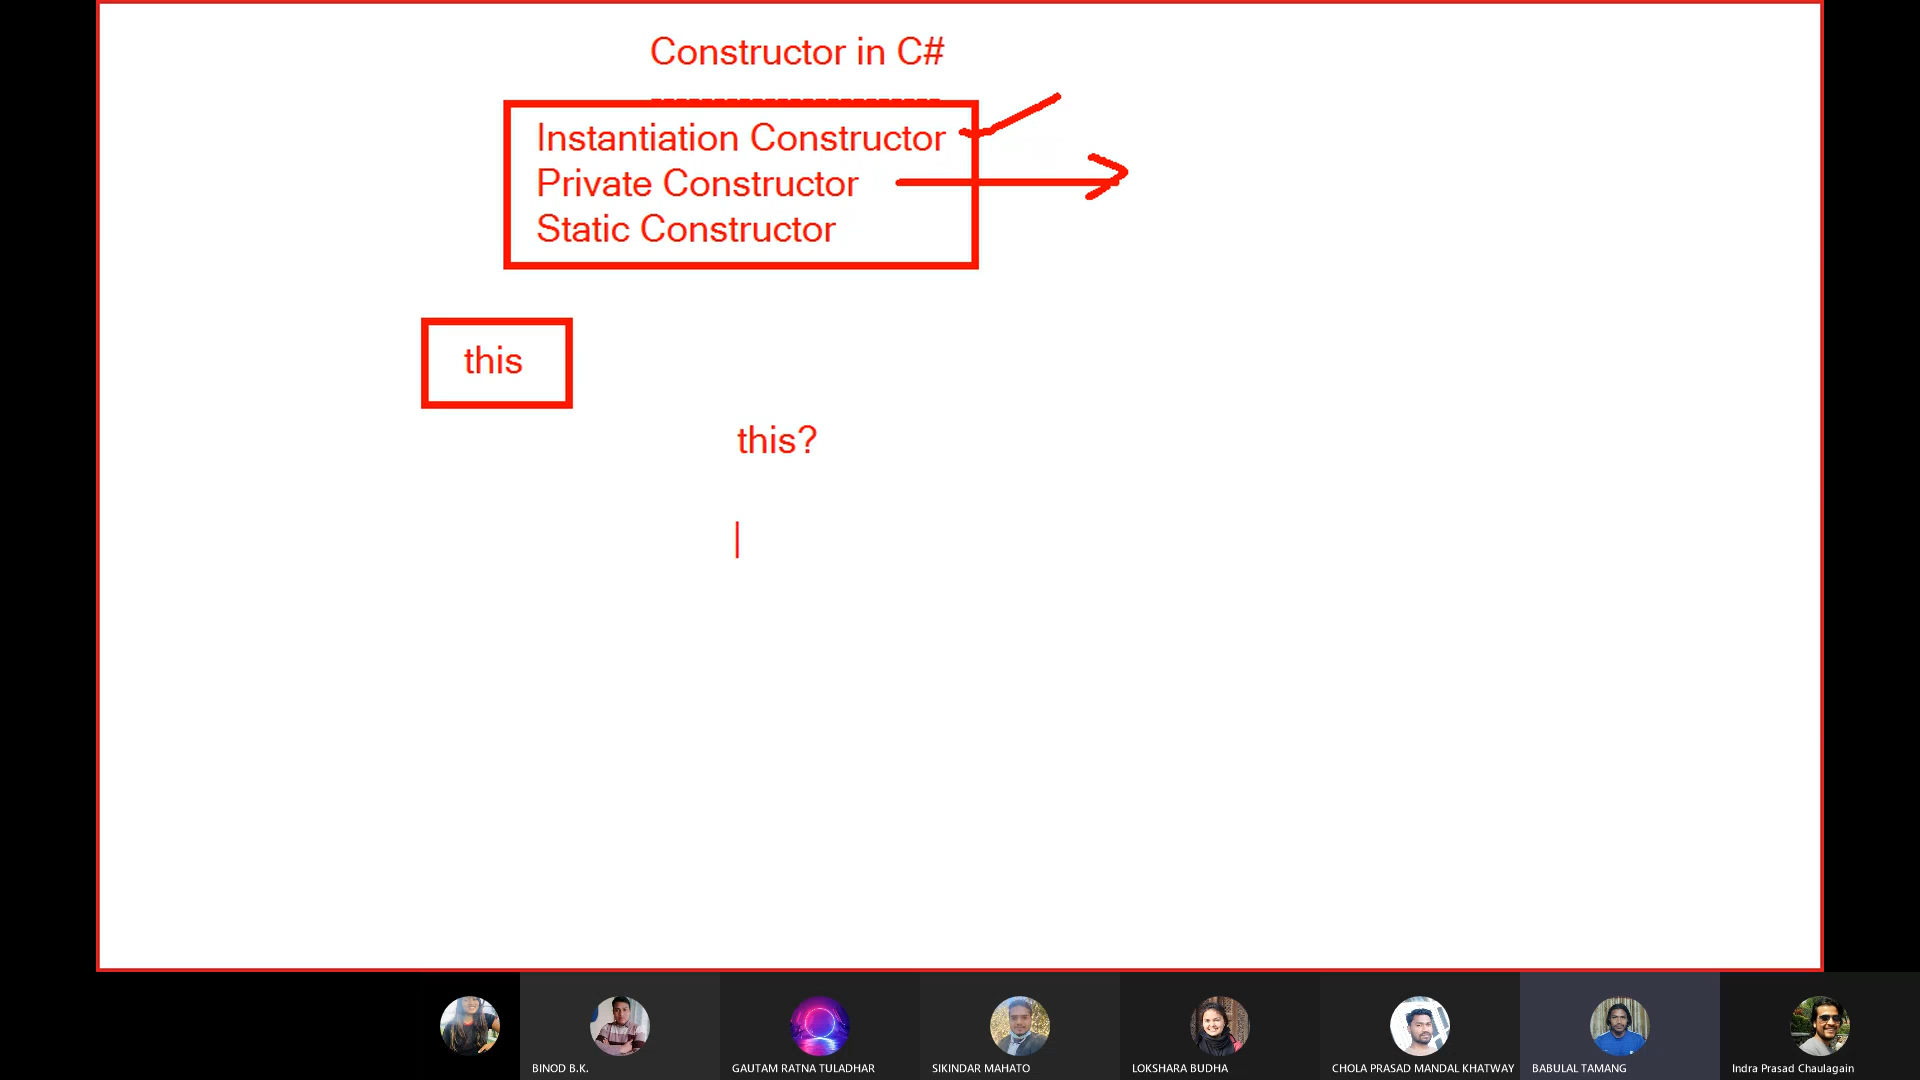 Constructor in C#
---------------------
Instantiation Constructor
Private Constructor
Static Constructor
this
this?
BINOD B.K.
GAUTAM RATNA TULADHAR
SIKINDAR MAHATO
LOKSHARA BUDHA
CHOLA PRASAD MANDAL KHATWAY
BABULAL TAMANG
Indra Prasad Chaulagain